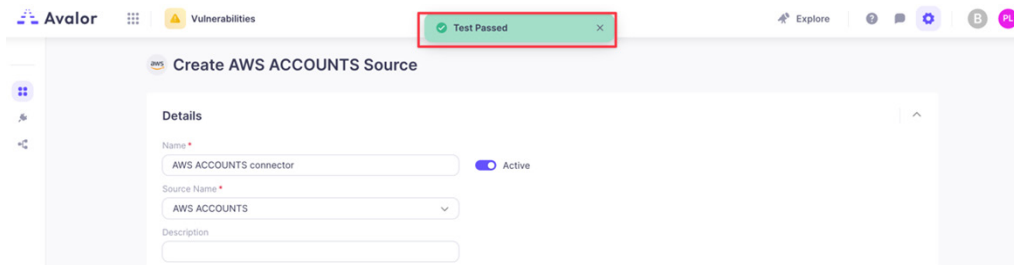 Avalor
Vulnerabilities
Test Passed
Explore
B
PL
aws
Create AWS ACCOUNTS Source
Details
Name *
AWS ACCOUNTS connector
Active
Source Name *
AWS ACCOUNTS
Description